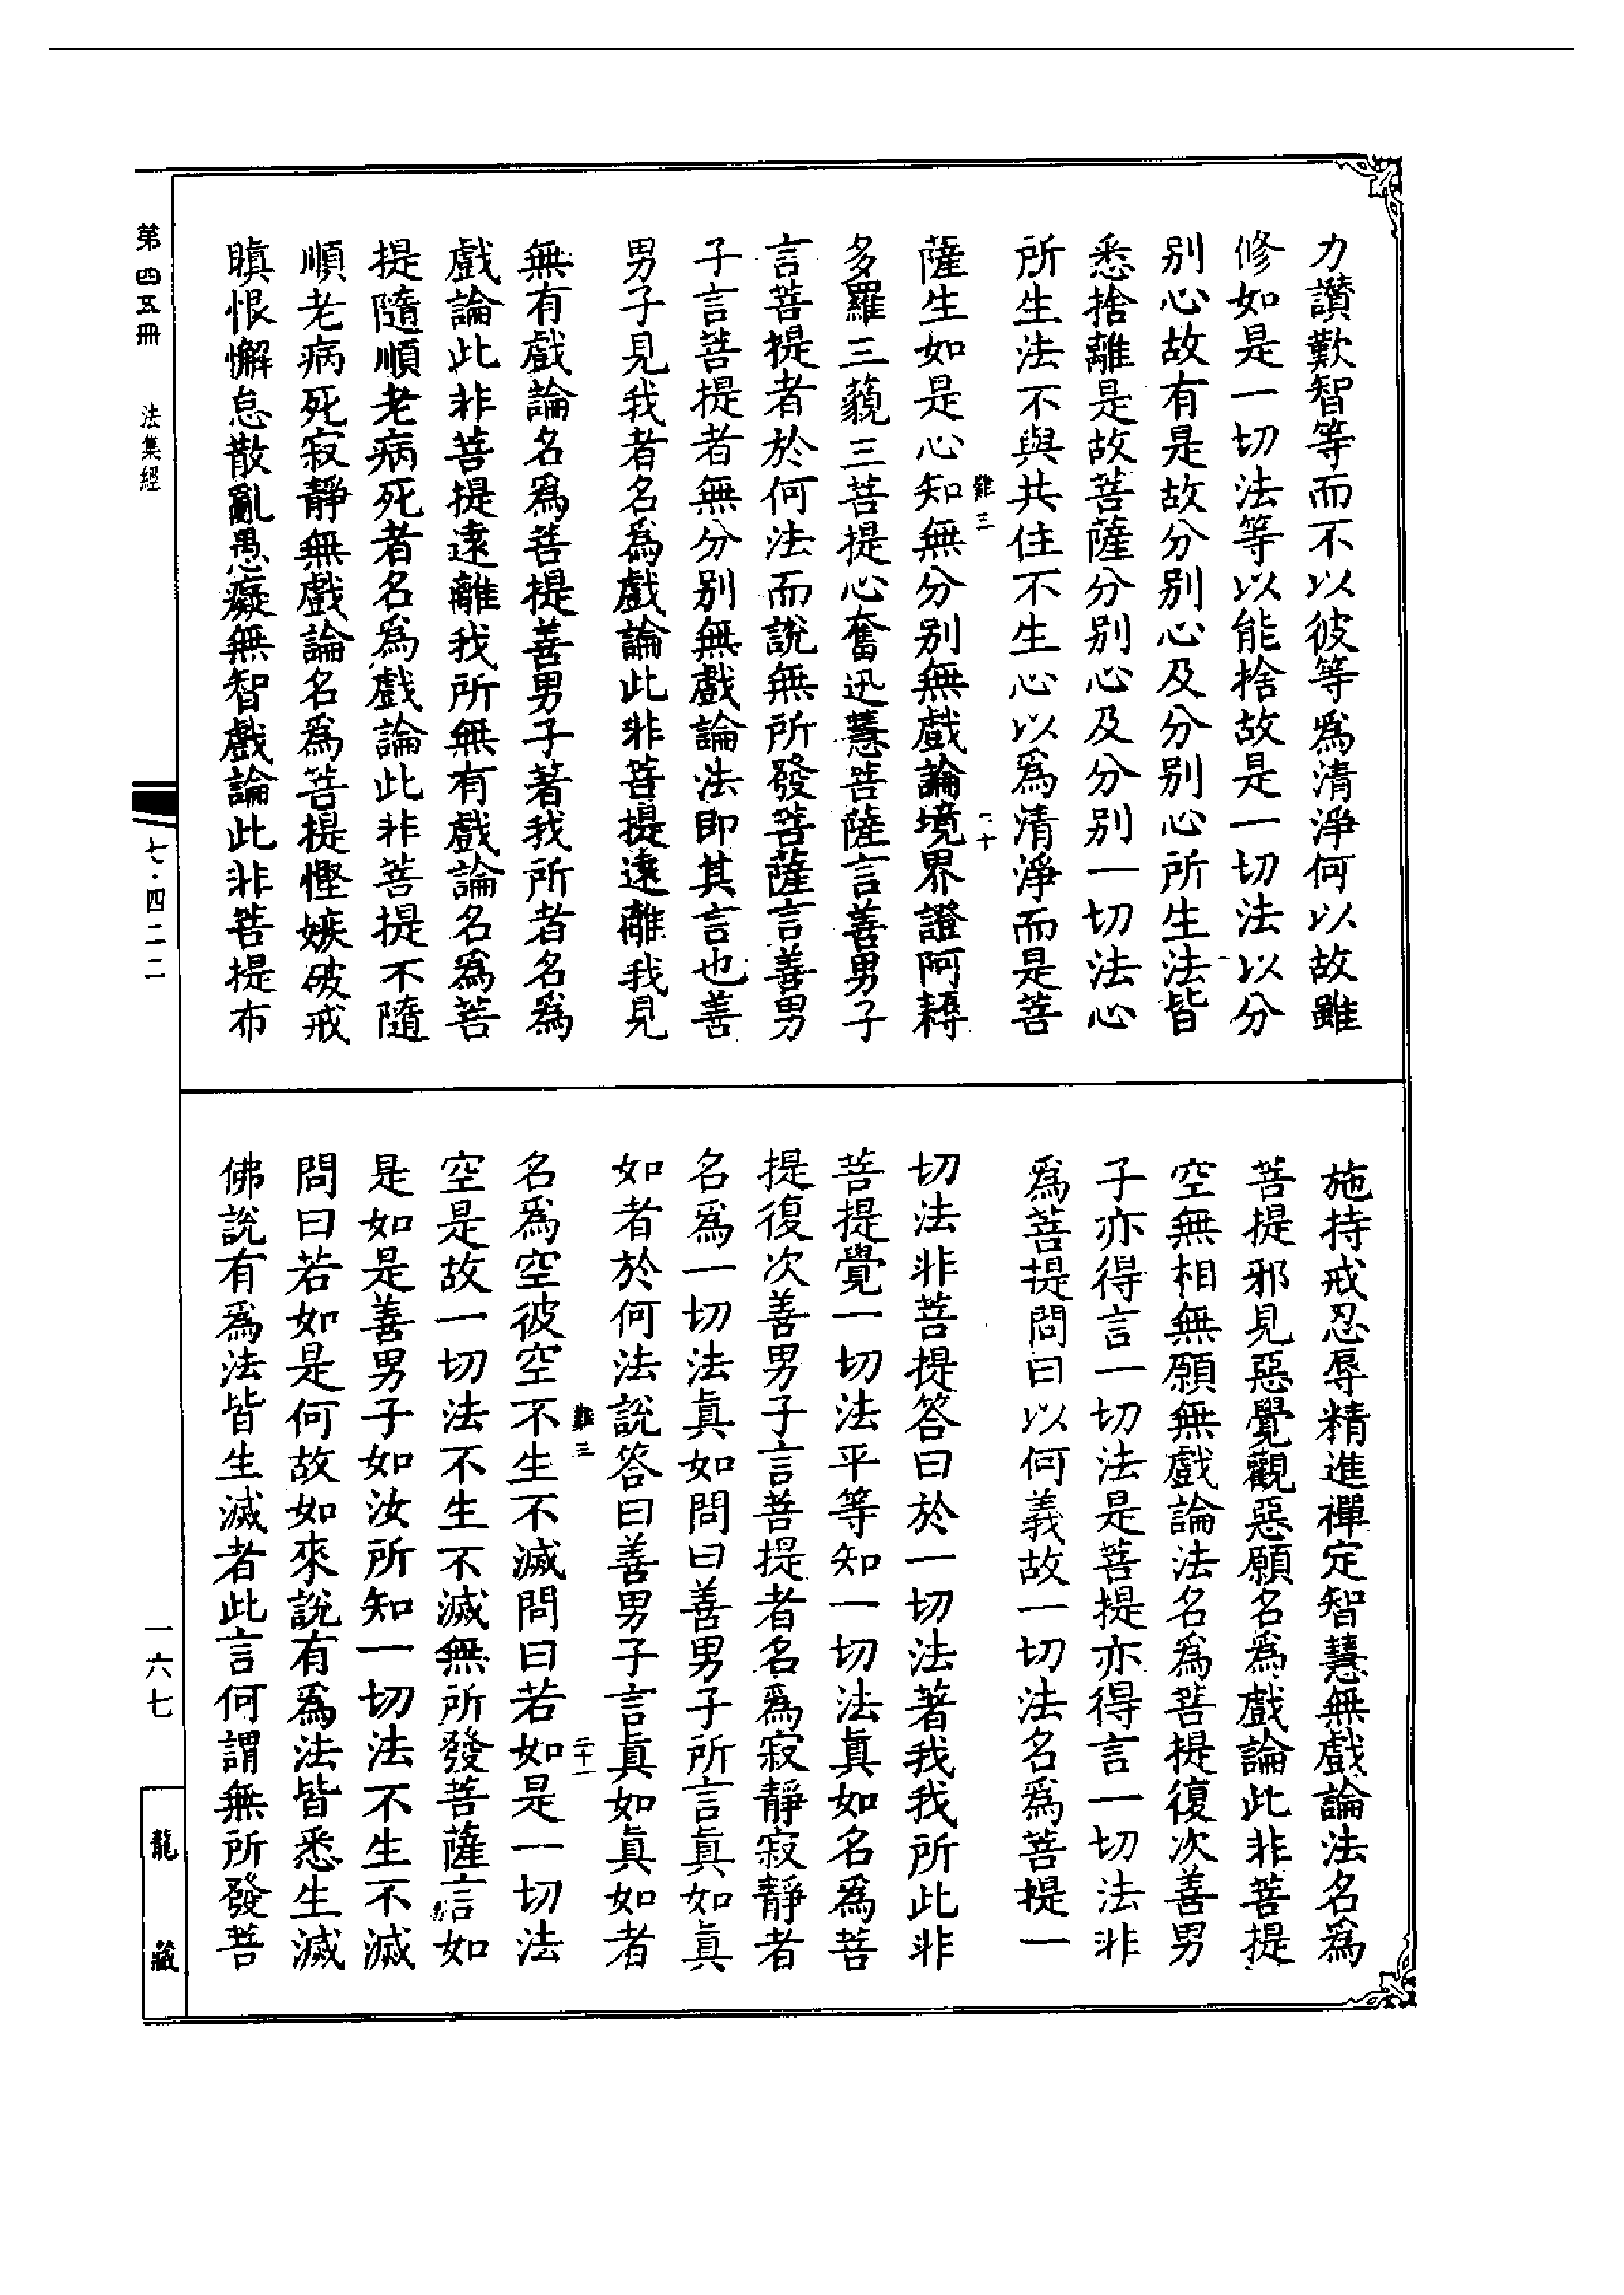 力讚歎智等而不以彼等爲清淨何以故雖
修如是一切法等以能捨故是一切法以分
别心故有是故分别心及分别心所生法皆
悉捨離是故菩薩分别心及分别一切法心
所生法不與共住不生心以爲清淨而是菩
難三
二十
薩生如是心知無分别無戲論境界證阿耨
多羅三藐三菩提心奮迅慧菩薩言善男子
言菩提者於何法而說無所發菩薩言善男
子言菩提者無分别無戲論法即其言也善
男子見我者名爲戲論此非菩提遠離我見
無有戲論名爲菩提善男子著我所者名爲
戲論此非菩提遠離我所無有戲論名爲菩
提隨順老病死者名爲戲論此非菩提不隨
順老病死寂靜無戲論名爲菩提慳嫉破戒
瞋恨懈怠散亂愚癡無智戲論此非菩提布
施持戒忍辱精進禪定智慧無戲論法名爲
菩提邪見惡覺觀惡願名爲戲論此非菩提
空無相無願無戲論法名爲菩提復次善男
子亦得言一切法是菩提亦得言一切法非
爲菩提問曰以何義故一切法名爲菩提一
切法非菩提答曰於一切法著我我所此非
菩提覺一切法平等知一切法眞如名爲菩
提復次善男子言菩提者名爲寂靜寂靜者
名爲一切法眞如問曰善男子所言眞如眞
如者於何法說答曰善男子言眞如眞如者
難三
二十一
名爲空彼空不生不滅問曰若如是一切法
空是故一切法不生不滅無所發菩薩言如
是如是善男子如汝所知一切法不生不滅
問曰若如是何故如來說有爲法皆悉生滅
佛說有爲法皆生滅者此言何謂無所發菩
第四五冊
法集經
七·四二二
一六七
龍藏